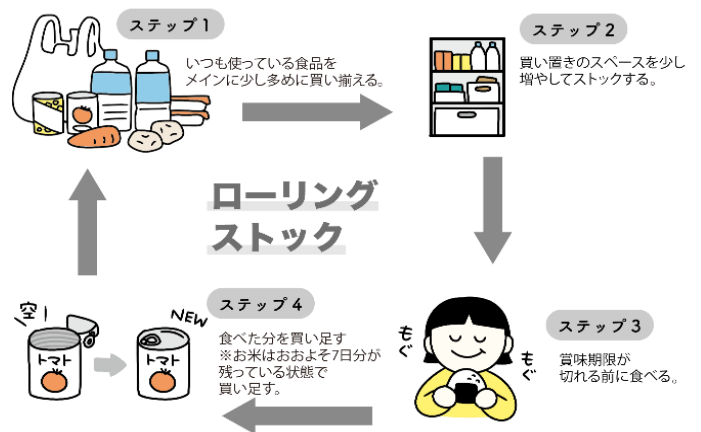 ステップ1
いつも使っている食品を
メインに少し多めに買い揃える。
ステップ2
買い置きのスペースを少し
増やしてストックする。
ローリング
ストック
ステップ3
賞味期限が
切れる前に食べる。
もぐ
もぐ
ステップ4
食べた分を買い足す
※お米はおおよそ7日分が
残っている状態で
買い足す。
空!
トマト
NEW
トマト